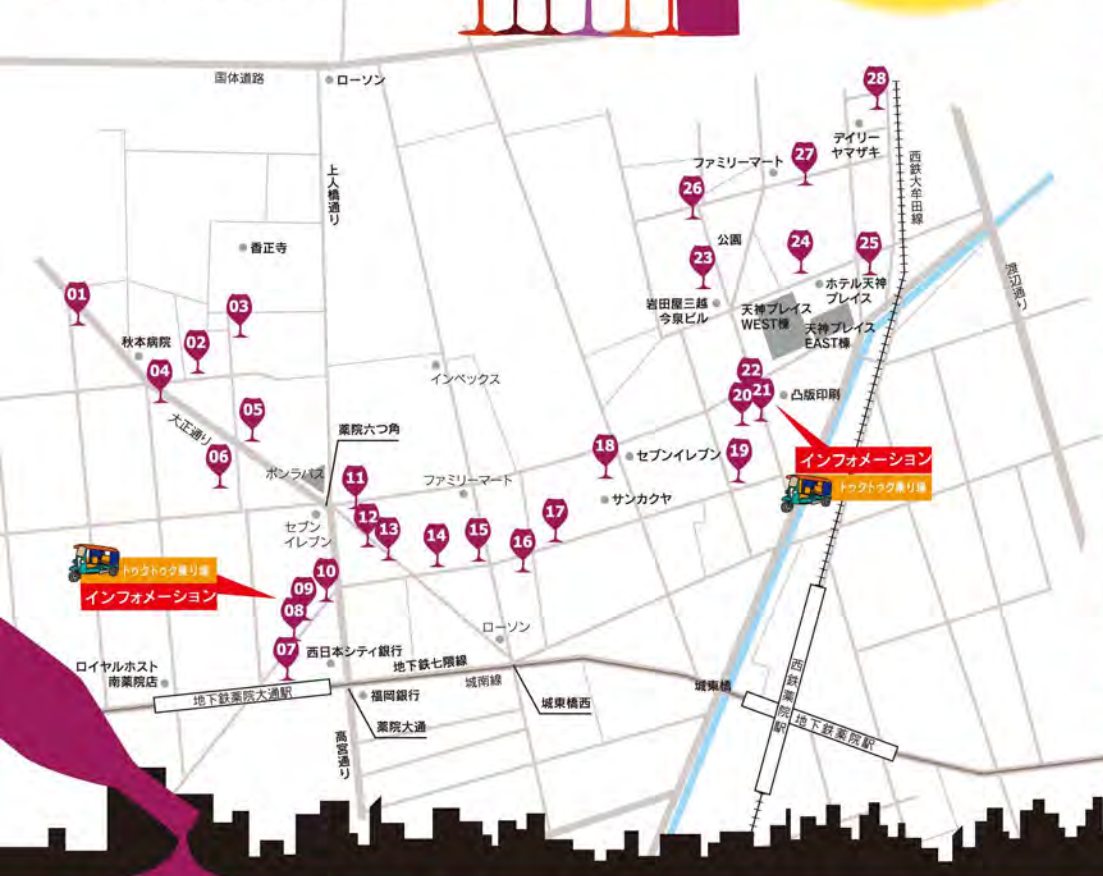 国体道路
ローソン
28
デイリー
ヤマザキ
27
ファミリーマート
西鉄大牟田線
26
上人橋通り
香正寺
公園
24
25
23
ホテル天神
プレイス
渡辺通り
岩田屋三越
今泉ビル
天神プレイス
WEST棟
天神プレイス
EAST棟
01
03
秋本病院
02
04
インベックス
22
20
21
凸版印刷
05
大正通り
薬院六つ角
06
ボンラパス
11
ファミリーマート
18
セブンイレブン
19
インフォメーション
トゥクトゥク乗り場
サンカクヤ
セブン
イレブン
12
13
14
15
16
17
トゥクトゥク乗り場
インフォメーション
10
09
08
07
西日本シティ銀行
ローソン
地下鉄七隈線
城南線
ロイヤルホスト
南薬院店
地下鉄薬院大通駅
福岡銀行
薬院大通
城東橋西
城東橋
西鉄薬院駅
地下鉄薬院駅
高宮通り